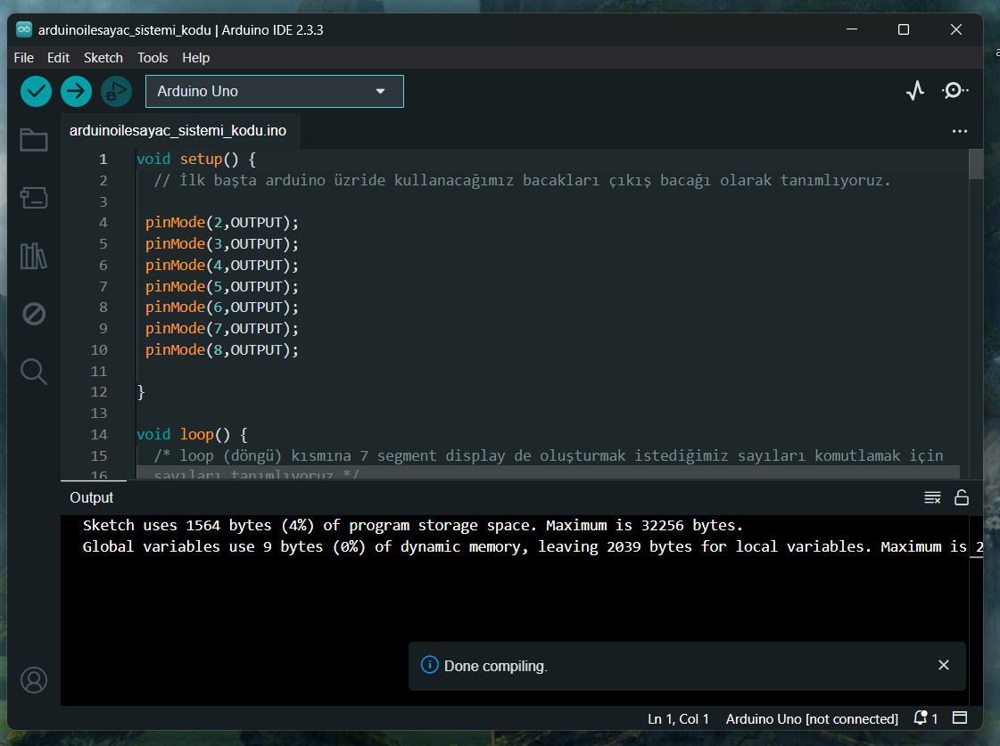 arduinoilesayac_sistemi_kodu | Arduino IDE 2.3.3
File Edit Sketch Tools Help
Arduino Uno
arduinoilesayac_sistemi_kodu.ino
1 void setup() {
2 // İlk başta arduino üzride kullanacağımız bacakları çıkış bacağı olarak tanımlıyoruz.
3
4 pinMode(2,OUTPUT);
5 pinMode(3,OUTPUT);
6 pinMode(4,OUTPUT);
7 pinMode(5,OUTPUT);
8 pinMode(6,OUTPUT);
9 pinMode(7,OUTPUT);
10 pinMode(8,OUTPUT);
11
12 }
13
14 void loop() {
15 /* loop (döngü) kısmına 7 segment display de oluşturmak istediğimiz sayıları komutlamak için
16 sayıları tanımlıyoruz */
Output
Sketch uses 1564 bytes (4%) of program storage space. Maximum is 32256 bytes.
Global variables use 9 bytes (0%) of dynamic memory, leaving 2039 bytes for local variables. Maximum is 2
Done compiling.
Ln 1, Col 1 Arduino Uno [not connected] 1